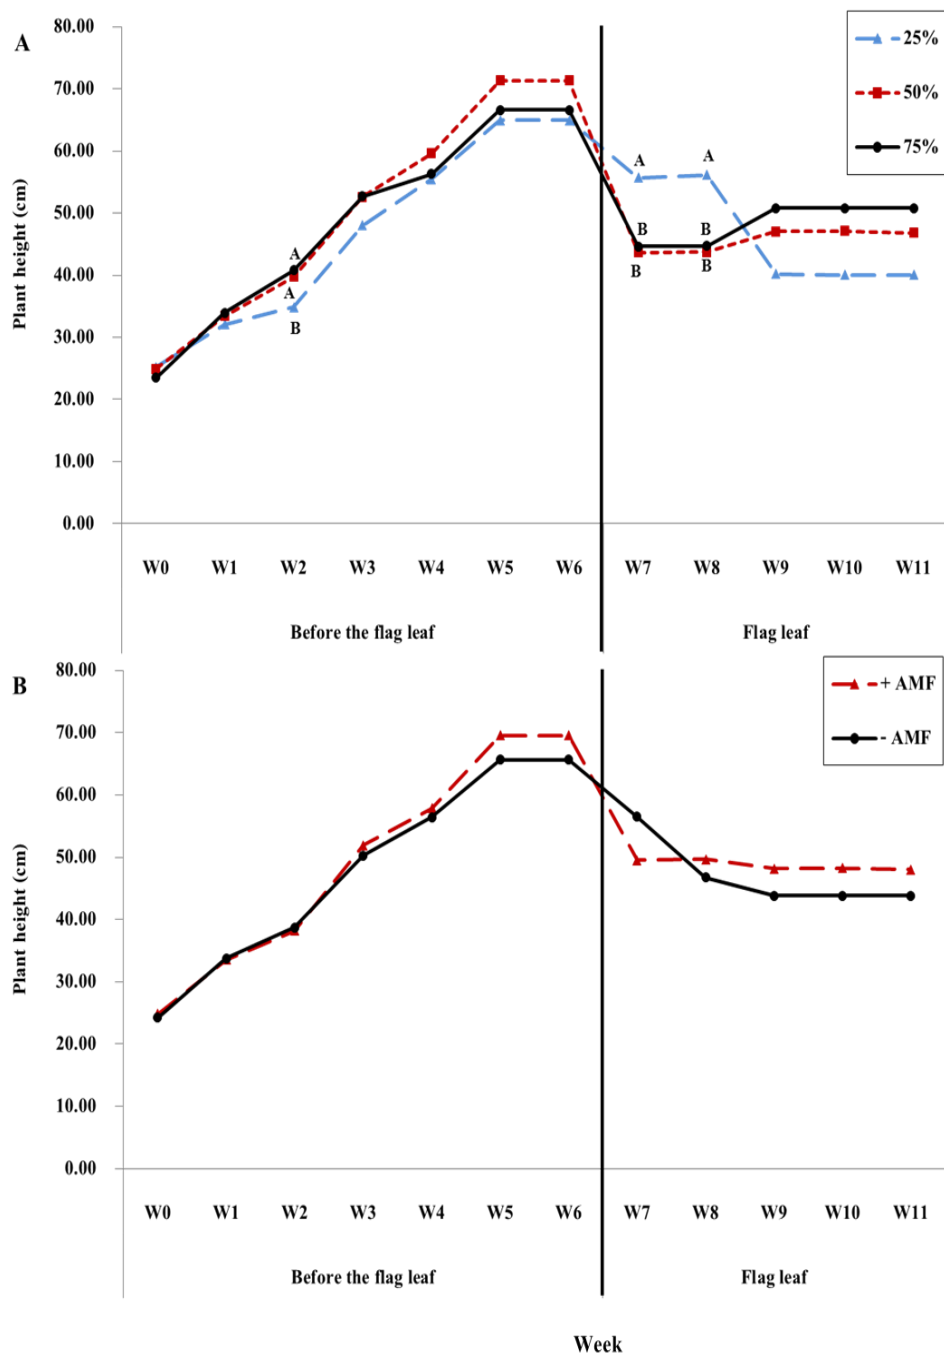 A
80.00
70.00
60.00
50.00
40.00
30.00
20.00
10.00
0.00
Plant height (cm)
25%
50%
75%
A
A
B
A
A
B
B
B
B
W0 W1 W2 W3 W4 W5 W6 W7 W8 W9 W10 W11
Before the flag leaf Flag leaf
B
80.00
70.00
60.00
50.00
40.00
30.00
20.00
10.00
0.00
Plant height (cm)
+ AMF
- AMF
W0 W1 W2 W3 W4 W5 W6 W7 W8 W9 W10 W11
Before the flag leaf Flag leaf
Week